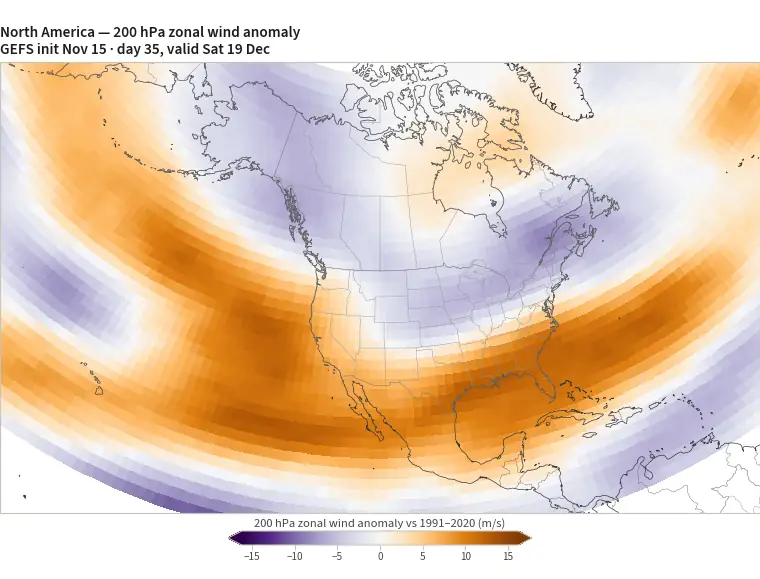 North America — 200 hPa zonal wind anomaly
GEFS init Nov 15 · day 35, valid Sat 19 Dec
200 hPa zonal wind anomaly vs 1991–2020 (m/s)
−15 −10 −5 0 5 10 15